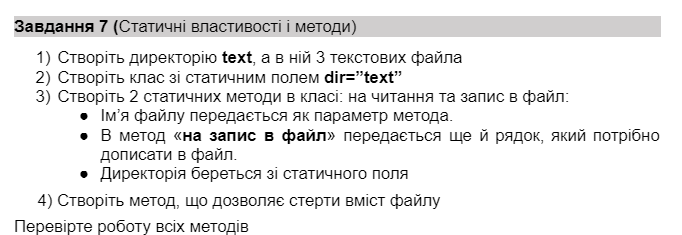 Завдання 7 (Статичні властивості і методи)
1) Створіть директорію text, а в ній 3 текстових файла
2) Створіть клас зі статичним полем dir=”text”
3) Створіть 2 статичних методи в класі: на читання та запис в файл:
● Ім’я файлу передається як параметр метода.
● В метод «на запис в файл» передається ще й рядок, який потрібно
дописати в файл.
● Директорія береться зі статичного поля
4) Створіть метод, що дозволяє стерти вміст файлу
Перевірте роботу всіх методів